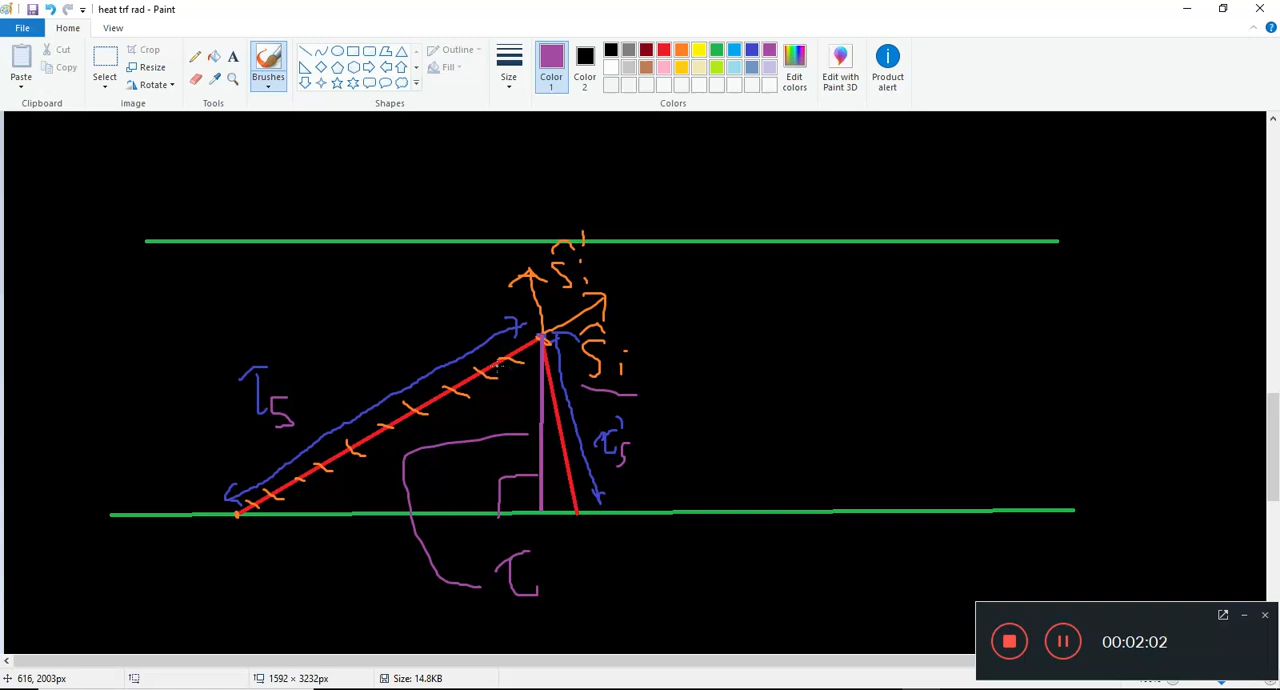 heat trf rad - Paint
File
Home
View
Paste
Cut
Copy
Clipboard
Select
Crop
Resize
Rotate
Image
Tools
Brushes
Shapes
Outline
Fill
Size
Color 1
Color 2
Colors
Edit colors
Edit with Paint 3D
Product alert
ŝ'i
ŝi
τs
τ's
τ
00:02:02
616, 2003px
1592 × 3232px
Size: 14.8KB